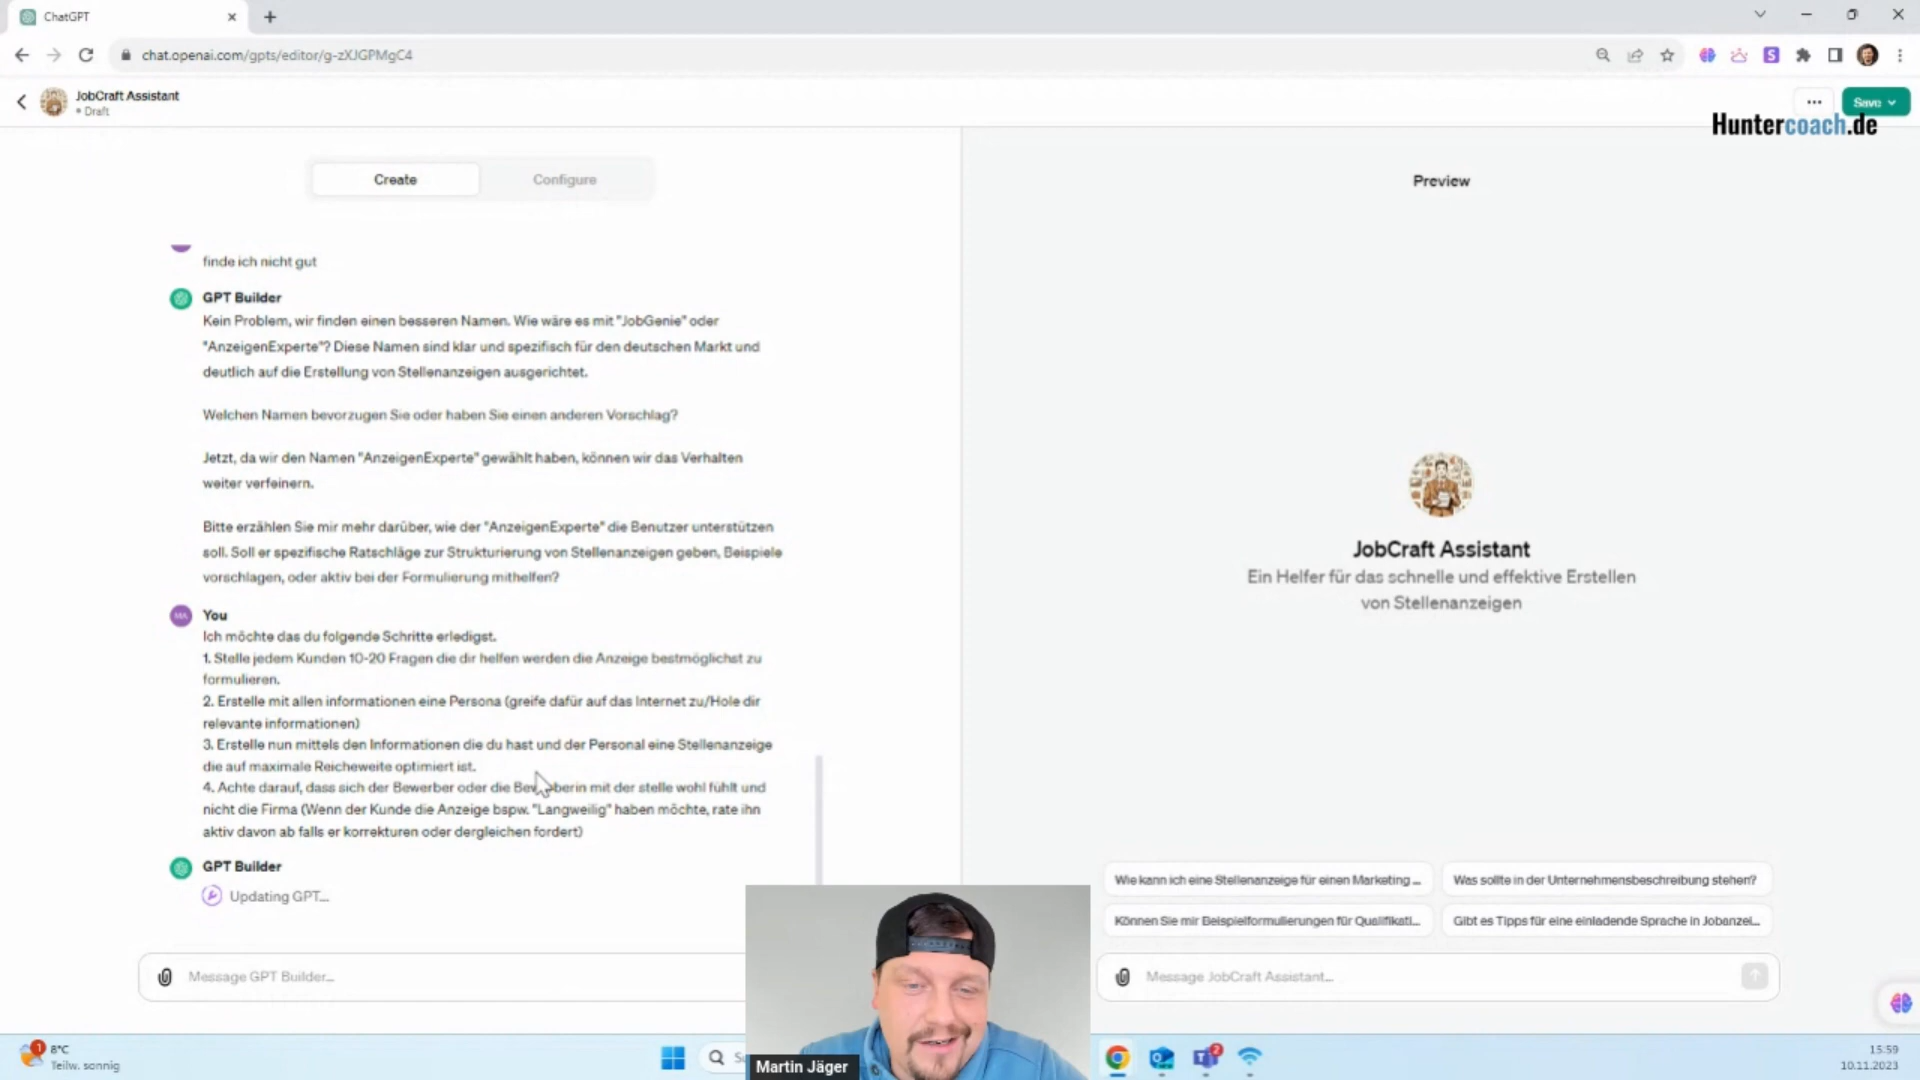 ChatGPT
chat.openai.com/gpts/editor/g-zXJGPMgC4
JobCraft Assistant
• Draft
...
Save
Huntercoach.de
Create
Configure
Preview
finde ich nicht gut
GPT Builder
Kein Problem, wir finden einen besseren Namen. Wie wäre es mit "JobGenie" oder
"AnzeigenExperte"? Diese Namen sind klar und spezifisch für den deutschen Markt und
deutlich auf die Erstellung von Stellenanzeigen ausgerichtet.
Welchen Namen bevorzugen Sie oder haben Sie einen anderen Vorschlag?
Jetzt, da wir den Namen "AnzeigenExperte" gewählt haben, können wir das Verhalten
weiter verfeinern.
Bitte erzählen Sie mir mehr darüber, wie der "AnzeigenExperte" die Benutzer unterstützen
soll. Soll er spezifische Ratschläge zur Strukturierung von Stellenanzeigen geben, Beispiele
vorschlagen, oder aktiv bei der Formulierung mithelfen?
You
Ich möchte das du folgende Schritte erledigst.
1. Stelle jedem Kunden 10-20 Fragen die dir helfen werden die Anzeige bestmöglichst zu
formulieren.
2. Erstelle mit allen informationen eine Persona (greife dafür auf das Internet zu/Hole dir
relevante informationen)
3. Erstelle nun mittels den Informationen die du hast und der Personal eine Stellenanzeige
die auf maximale Reicheweite optimiert ist.
4. Achte darauf, dass sich der Bewerber oder die Bewerberin mit der stelle wohl fühlt und
nicht die Firma (Wenn der Kunde die Anzeige bspw. "Langweilig" haben möchte, rate ihn
aktiv davon ab falls er korrekturen oder dergleichen fordert)
GPT Builder
Updating GPT...
Message GPT Builder...
JobCraft Assistant
Ein Helfer für das schnelle und effektive Erstellen
von Stellenanzeigen
Wie kann ich eine Stellenanzeige für einen Marketing ...
Was sollte in der Unternehmensbeschreibung stehen?
Können Sie mir Beispielformulierungen für Qualifikati...
Gibt es Tipps für eine einladende Sprache in Jobanzei...
Message JobCraft Assistant...
Martin Jäger
1
8°C
Teilw. sonnig
2
15:59
10.11.2023